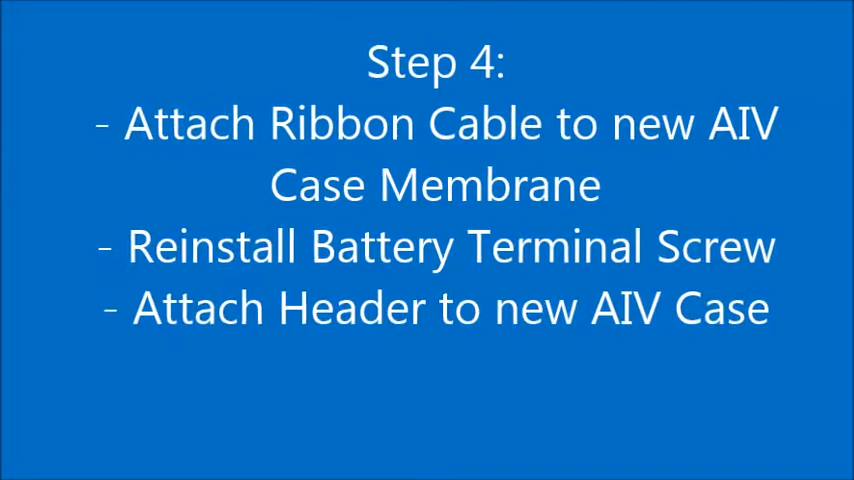 Step 4:
- Attach Ribbon Cable to new AIV
Case Membrane
- Reinstall Battery Terminal Screw
- Attach Header to new AIV Case